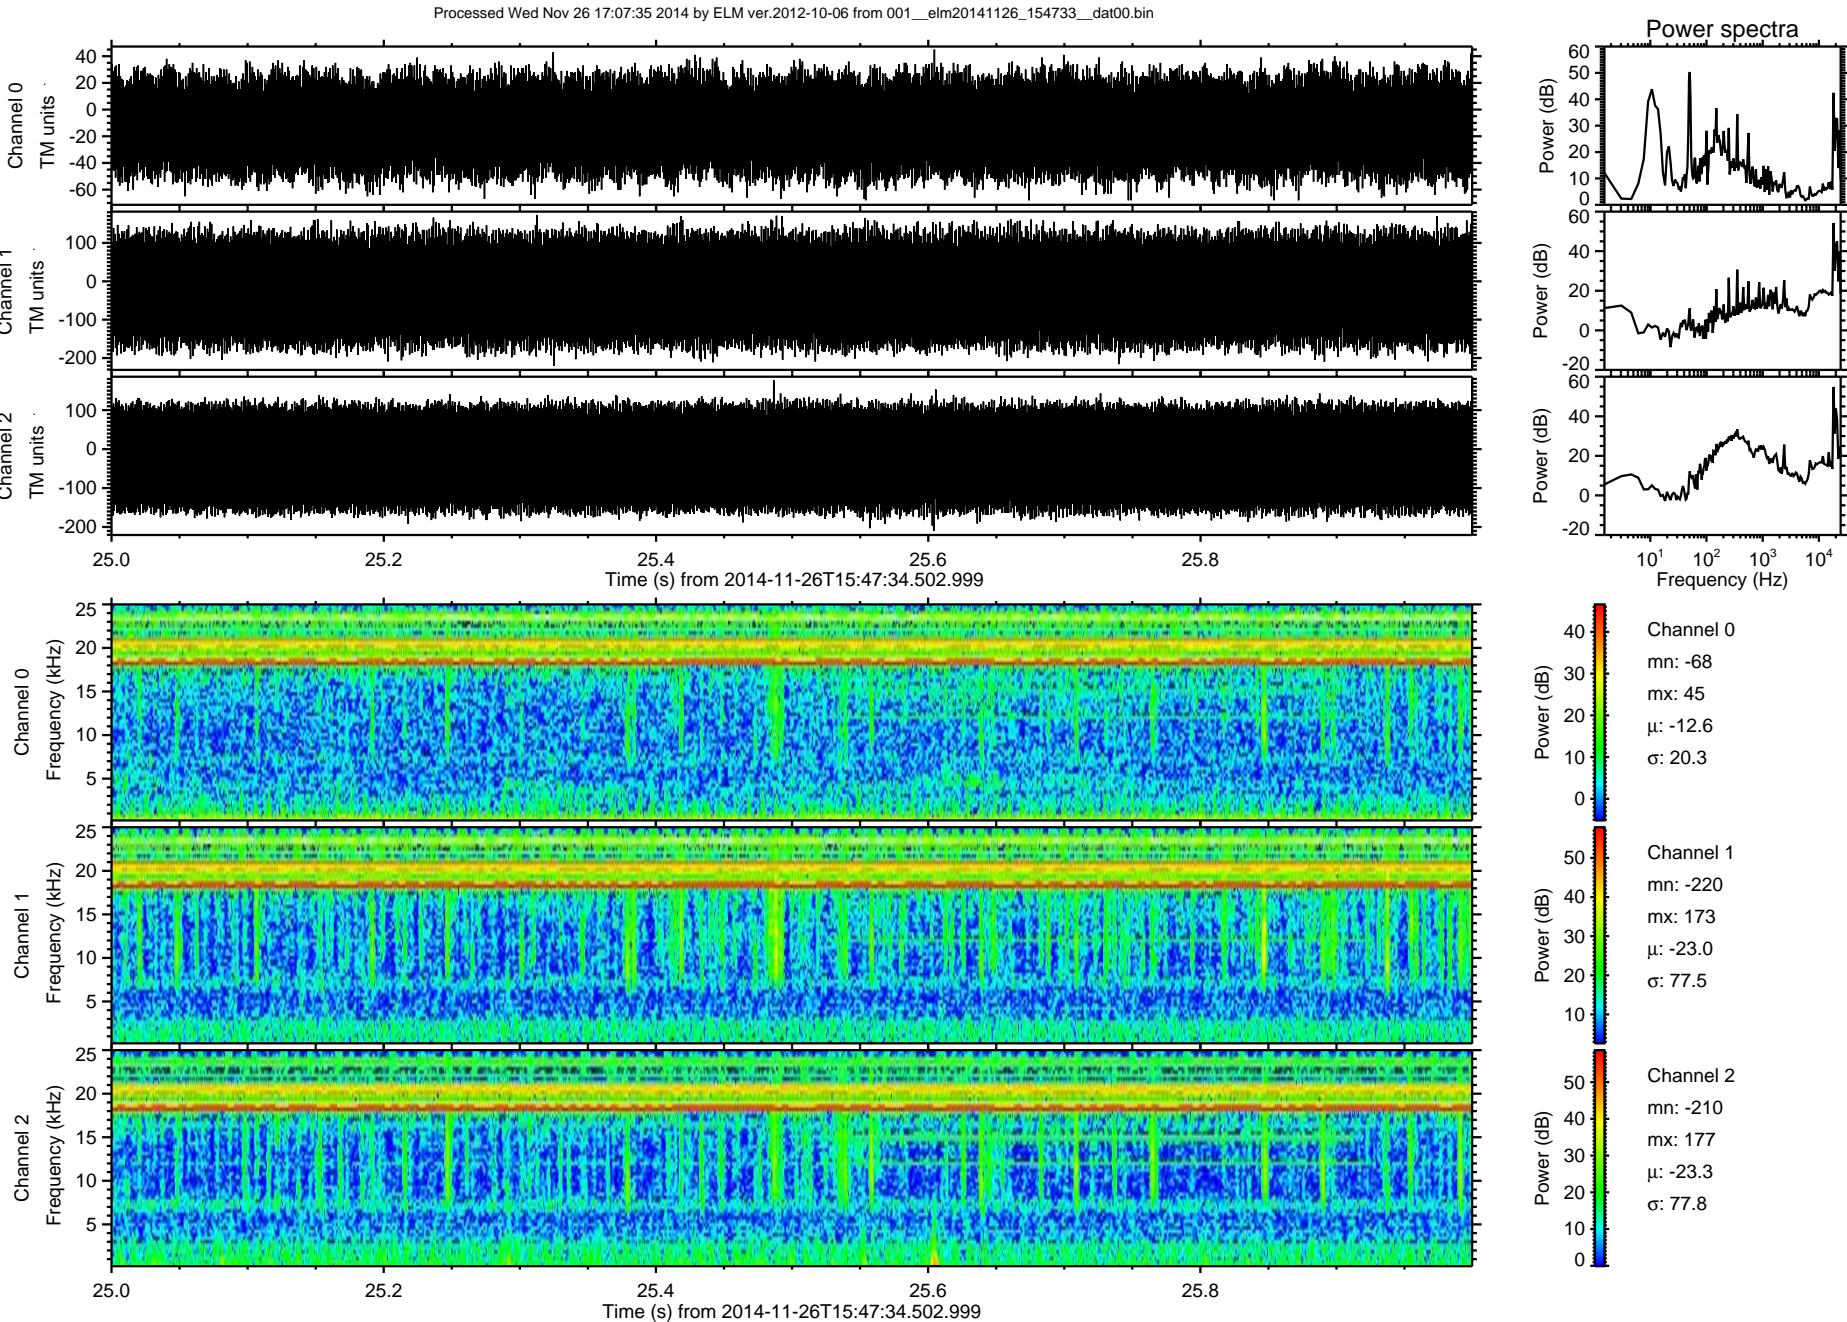 Processed Wed Nov 26 17:07:35 2014 by ELM ver.2012-10-06 from 001__elm20141126_154733__dat00.bin
Power spectra
Channel 0
TM units
40
20
0
-20
-40
-60
Power (dB)
60
50
40
30
20
10
0
Channel 1
TM units
100
0
-100
-200
Power (dB)
60
40
20
0
-20
Channel 2
TM units
100
0
-100
-200
Power (dB)
60
40
20
0
-20
25.0 25.2 25.4 25.6 25.8
Time (s) from 2014-11-26T15:47:34.502.999
10¹ 10² 10³ 10⁴
Frequency (Hz)
Channel 0
Frequency (kHz)
25
20
15
10
5
Power (dB)
40
30
20
10
0
Channel 0
mn: -68
mx: 45
μ: -12.6
σ: 20.3
Channel 1
Frequency (kHz)
25
20
15
10
5
Power (dB)
50
40
30
20
10
Channel 1
mn: -220
mx: 173
μ: -23.0
σ: 77.5
Channel 2
Frequency (kHz)
25
20
15
10
5
Power (dB)
50
40
30
20
10
0
Channel 2
mn: -210
mx: 177
μ: -23.3
σ: 77.8
25.0 25.2 25.4 25.6 25.8
Time (s) from 2014-11-26T15:47:34.502.999